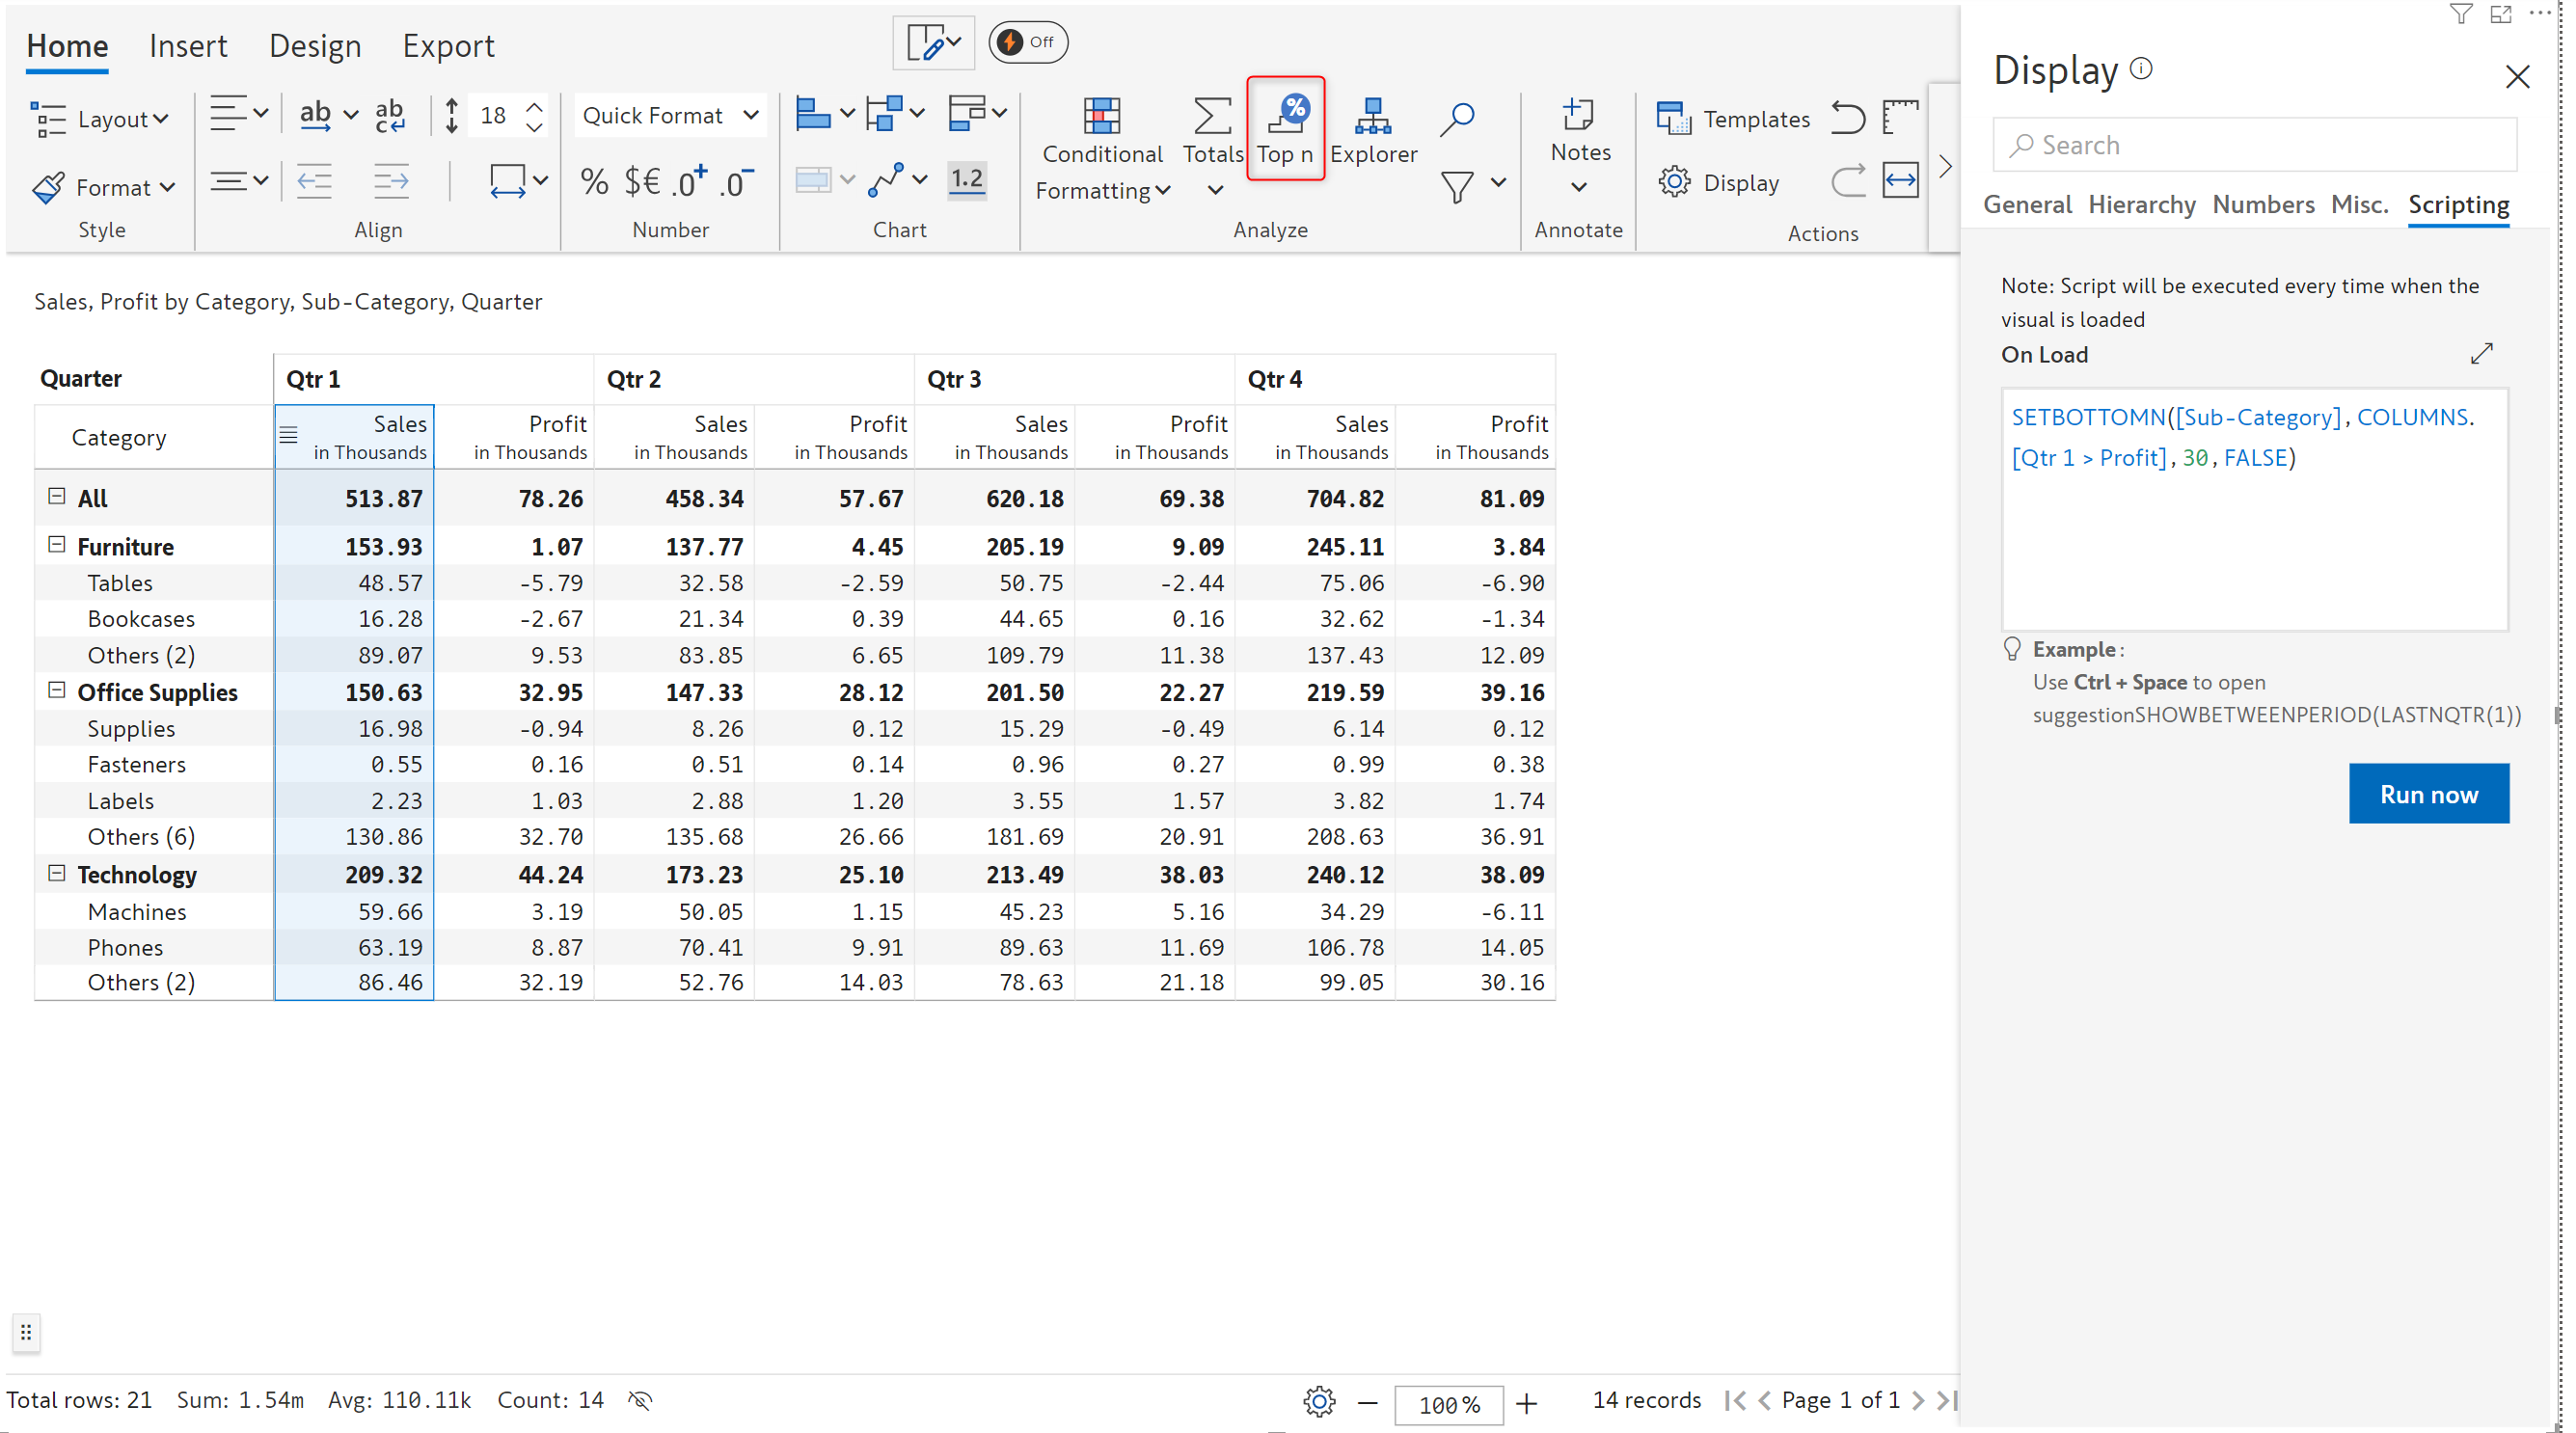 Home Insert Design Export
Off
Layout
ab
ab
c
18
Quick Format
Templates
Conditional
Formatting
Totals
Top n
Explorer
Notes
Format
% $€ .0+ .0-
1.2
Display
Style
Align
Number
Chart
Analyze
Annotate
Actions
Sales, Profit by Category, Sub-Category, Quarter
Quarter Qtr 1 Qtr 2 Qtr 3 Qtr 4
Category Sales Profit Sales Profit Sales Profit Sales Profit
in Thousands in Thousands in Thousands in Thousands in Thousands in Thousands in Thousands in Thousands
All 513.87 78.26 458.34 57.67 620.18 69.38 704.82 81.09
Furniture 153.93 1.07 137.77 4.45 205.19 9.09 245.11 3.84
Tables 48.57 -5.79 32.58 -2.59 50.75 -2.44 75.06 -6.90
Bookcases 16.28 -2.67 21.34 0.39 44.65 0.16 32.62 -1.34
Others (2) 89.07 9.53 83.85 6.65 109.79 11.38 137.43 12.09
Office Supplies 150.63 32.95 147.33 28.12 201.50 22.27 219.59 39.16
Supplies 16.98 -0.94 8.26 0.12 15.29 -0.49 6.14 0.12
Fasteners 0.55 0.16 0.51 0.14 0.96 0.27 0.99 0.38
Labels 2.23 1.03 2.88 1.20 3.55 1.57 3.82 1.74
Others (6) 130.86 32.70 135.68 26.66 181.69 20.91 208.63 36.91
Technology 209.32 44.24 173.23 25.10 213.49 38.03 240.12 38.09
Machines 59.66 3.19 50.05 1.15 45.23 5.16 34.29 -6.11
Phones 63.19 8.87 70.41 9.91 89.63 11.69 106.78 14.05
Others (2) 86.46 32.19 52.76 14.03 78.63 21.18 99.05 30.16
Total rows: 21 Sum: 1.54m Avg: 110.11k Count: 14
100%
14 records
Page 1 of 1
Display
Search
General Hierarchy Numbers Misc. Scripting
Note: Script will be executed every time when the
visual is loaded
On Load
SETBOTTOMN([Sub-Category], COLUMNS.
[Qtr 1 > Profit], 30, FALSE)
Example:
Use Ctrl + Space to open
suggestionSHOWBETWEENPERIOD(LASTNQTR(1))
Run now